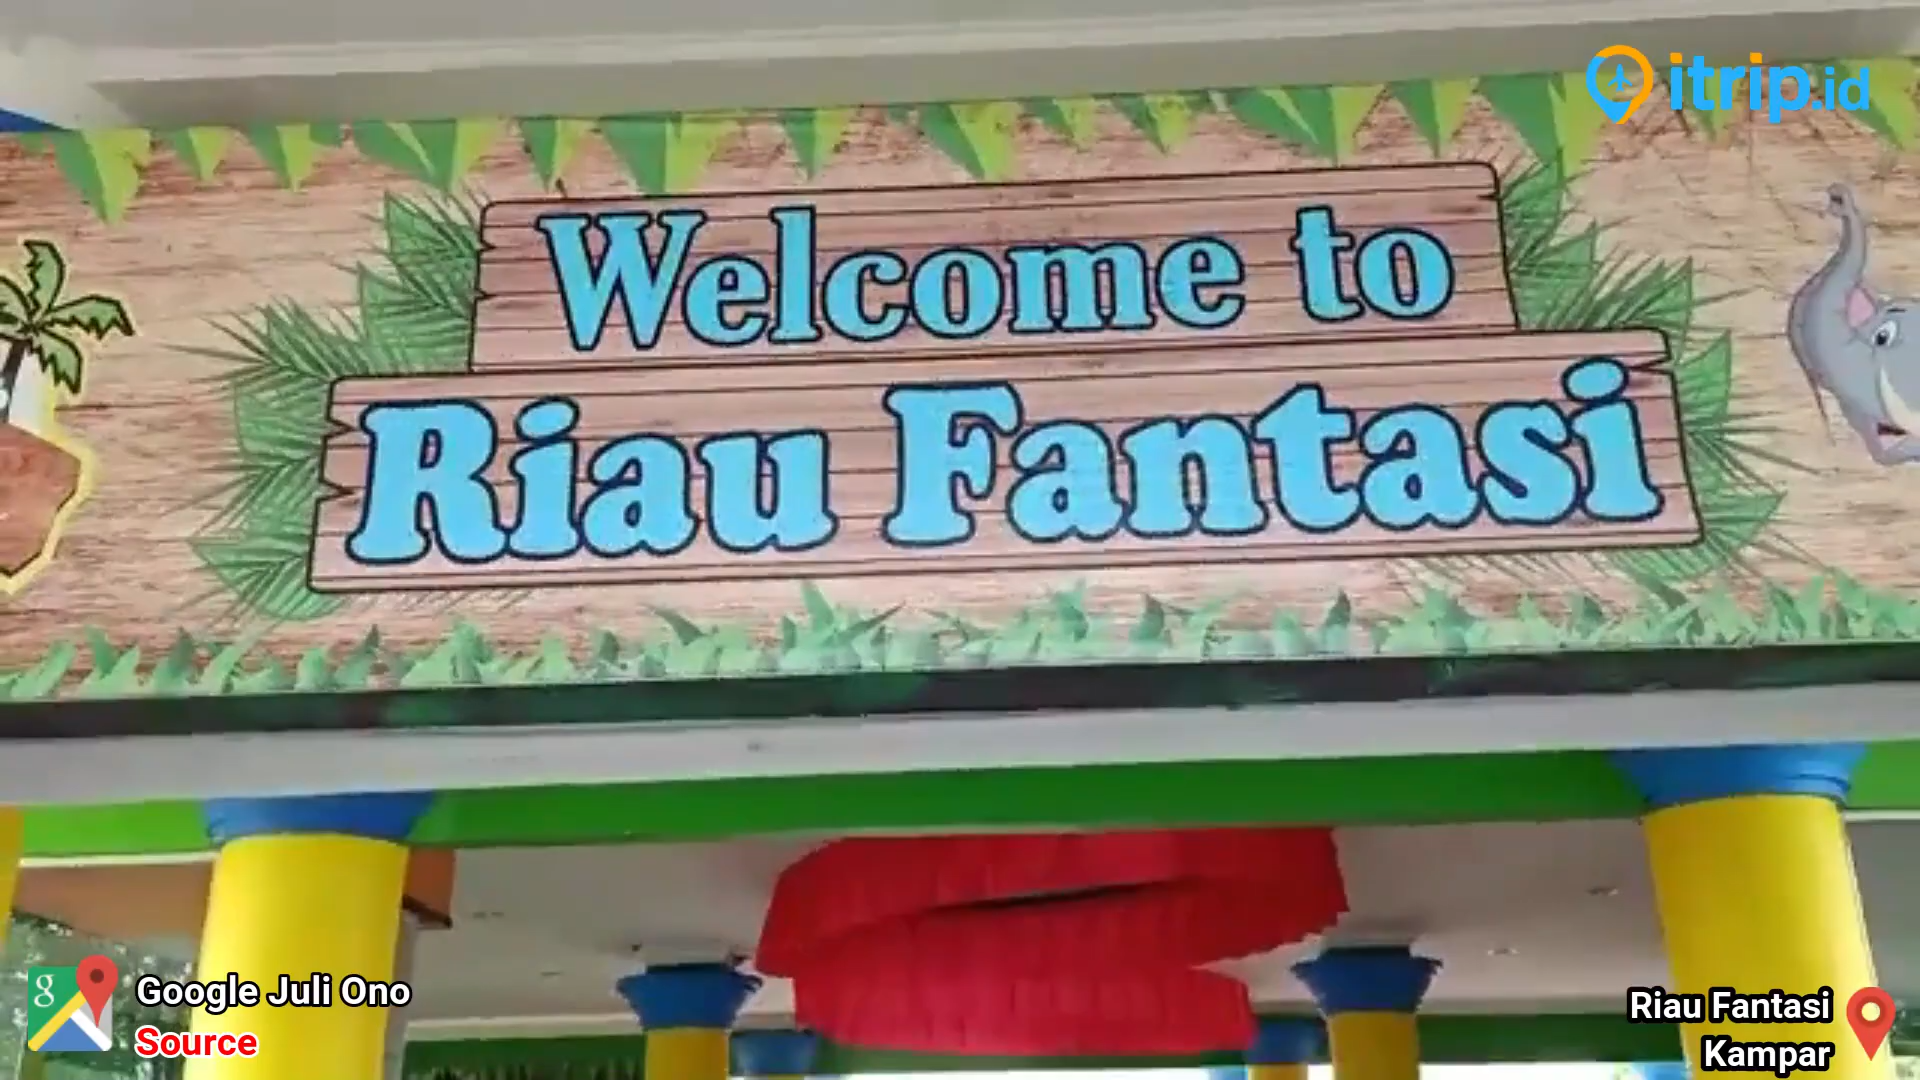 itrip.id
Welcome to
Riau Fantasi
g
Google Juli Ono
Source
Riau Fantasi
Kampar